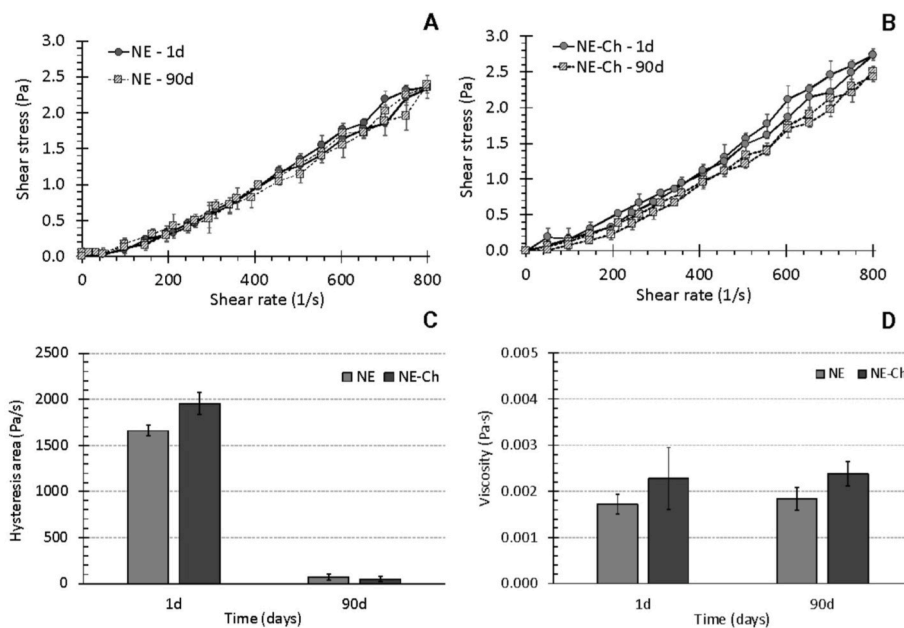 A
NE - 1d
NE - 90d
Shear stress (Pa)
3.0
2.5
2.0
1.5
1.0
0.5
0.0
0 200 400 600 800
Shear rate (1/s)
B
NE-Ch - 1d
NE-Ch - 90d
Shear stress (Pa)
3.0
2.5
2.0
1.5
1.0
0.5
0.0
0 200 400 600 800
Shear rate (1/s)
C
NE NE-Ch
Hysteresis area (Pa/s)
2500
2000
1500
1000
500
0
1d 90d
Time (days)
D
NE NE-Ch
Viscosity (Pa·s)
0.005
0.004
0.003
0.002
0.001
0.000
1d 90d
Time (days)